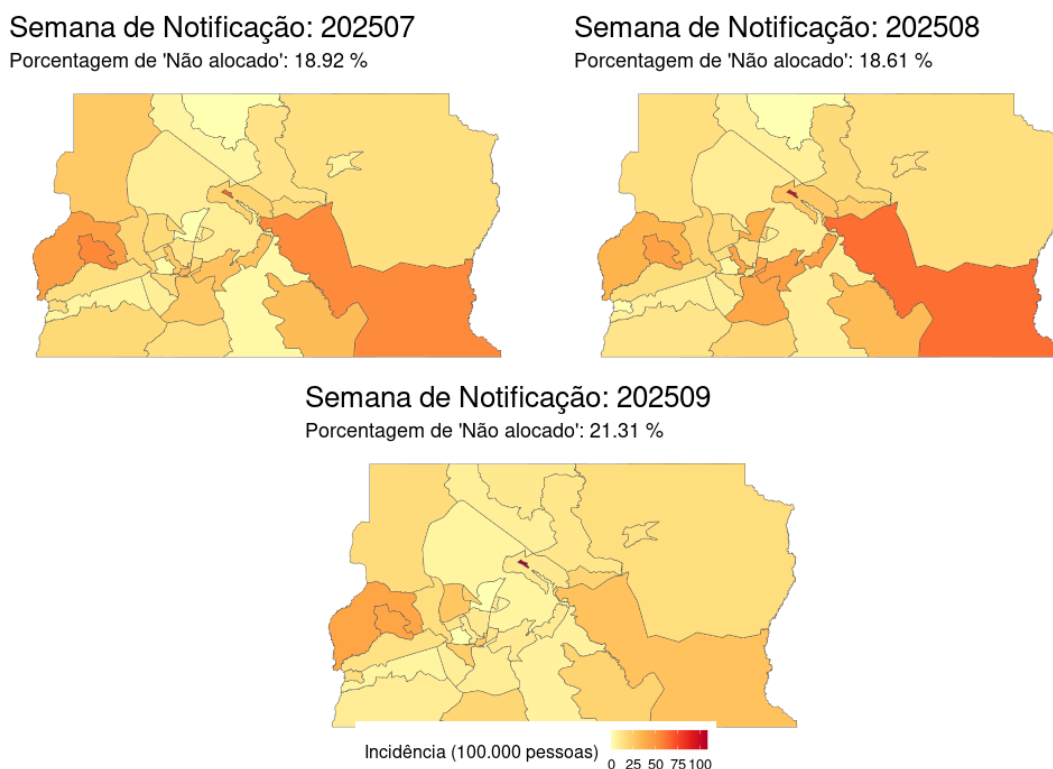 Semana de Notificação: 202507
Porcentagem de 'Não alocado': 18.92 %
Semana de Notificação: 202508
Porcentagem de 'Não alocado': 18.61 %
Semana de Notificação: 202509
Porcentagem de 'Não alocado': 21.31 %
Incidência (100.000 pessoas)
0 25 50 75 100